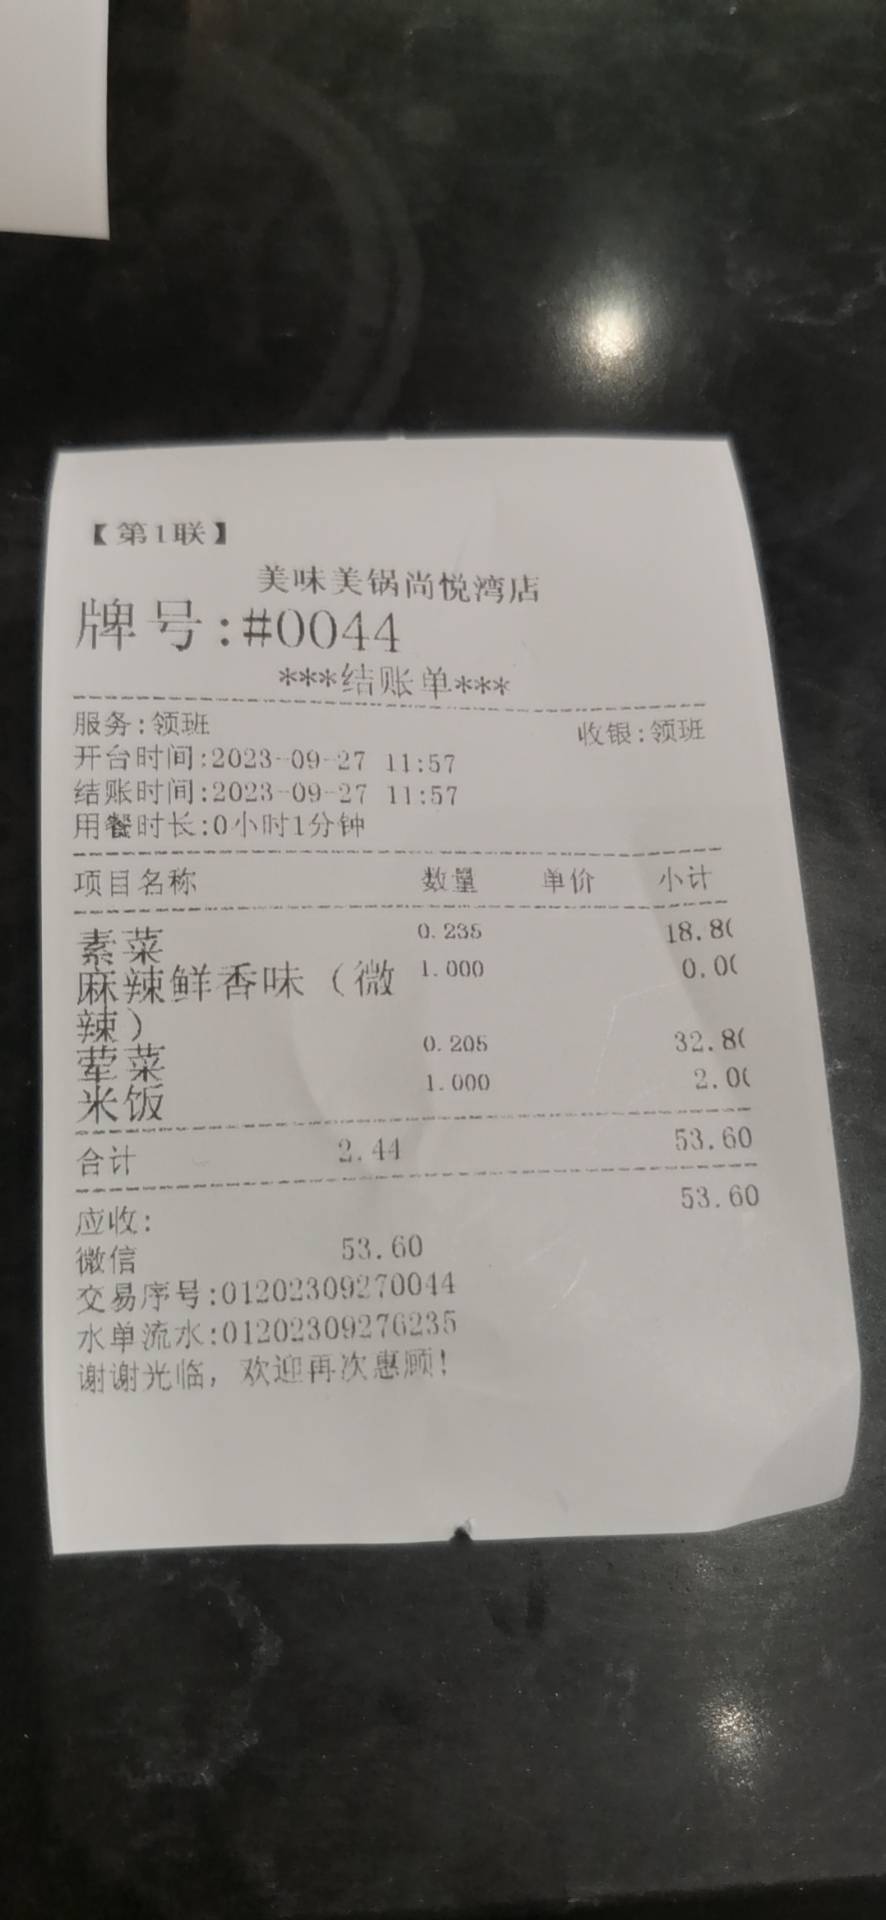 【第1联】
美味美锅尚悦湾店
牌号:#0044
***结账单***
服务:领班 收银:领班
开台时间:2023-09-27 11:57
结账时间:2023-09-27 11:57
用餐时长:0小时1分钟
项目名称 数量 单价 小计
素菜 0.235 18.8(
麻辣鲜香味（微 1.000 0.0(
辣）
荤菜 0.205 32.8(
米饭 1.000 2.0(
合计 2.44 53.60
应收: 53.60
微信 53.60
交易序号:01202309270044
水单流水:01202309276235
谢谢光临，欢迎再次惠顾!